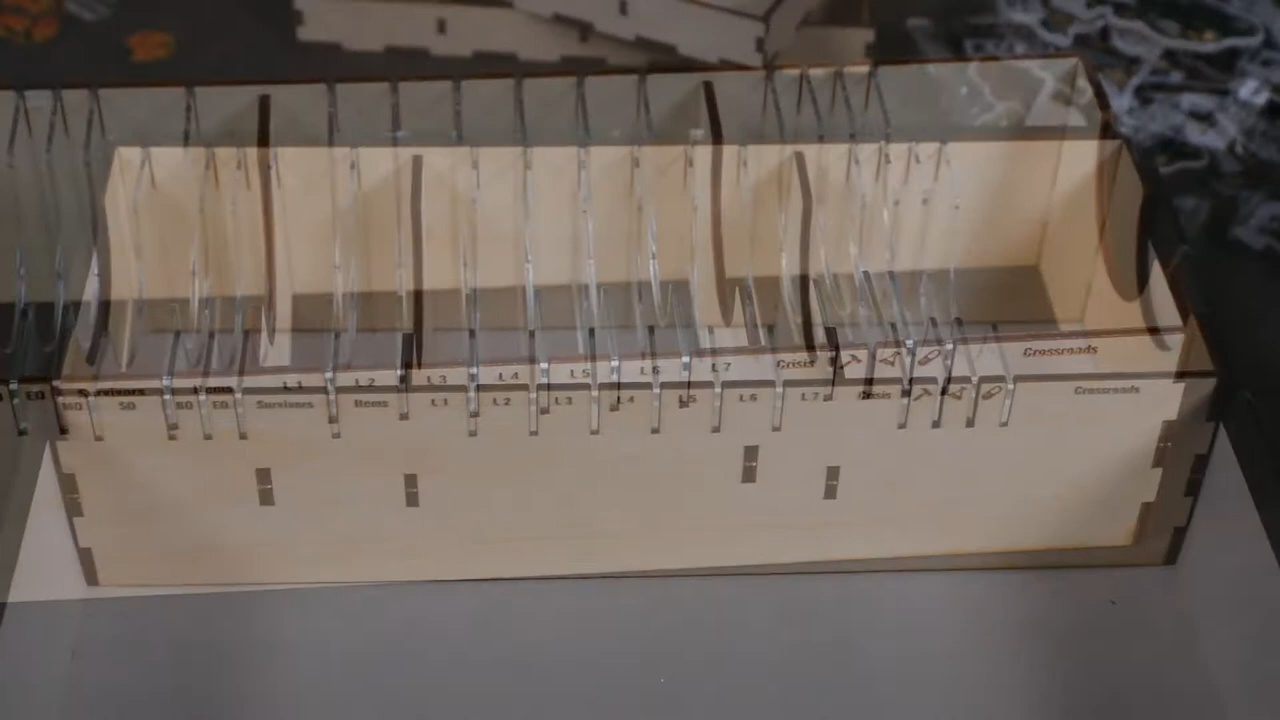 L1 L2 L3 L4 L5 L6 L7 Crisis Crossroads
EO Survivors Items
MO SO BO EO Survivors Items L1 L2 L3 L4 L5 L6 L7 Crisis Crossroads